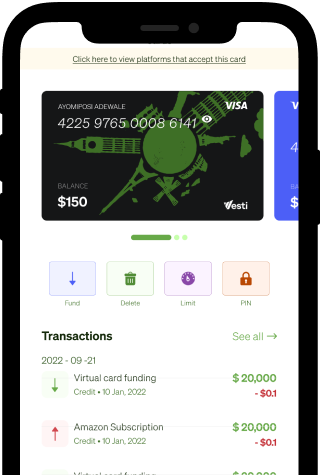 Click here to view platforms that accept this card
AYOMIPOSI ADEWALE
VISA
4225 9765 0008 6141
BALANCE
$150
Vesti
V
4
BA
$
Fund
Delete
Limit
PIN
Transactions
See all →
2022 - 09 -21
Virtual card funding
$ 20,000
Credit • 10 Jan, 2022
- $0.1
Amazon Subscription
$ 20,000
Credit • 10 Jan, 2022
- $0.1